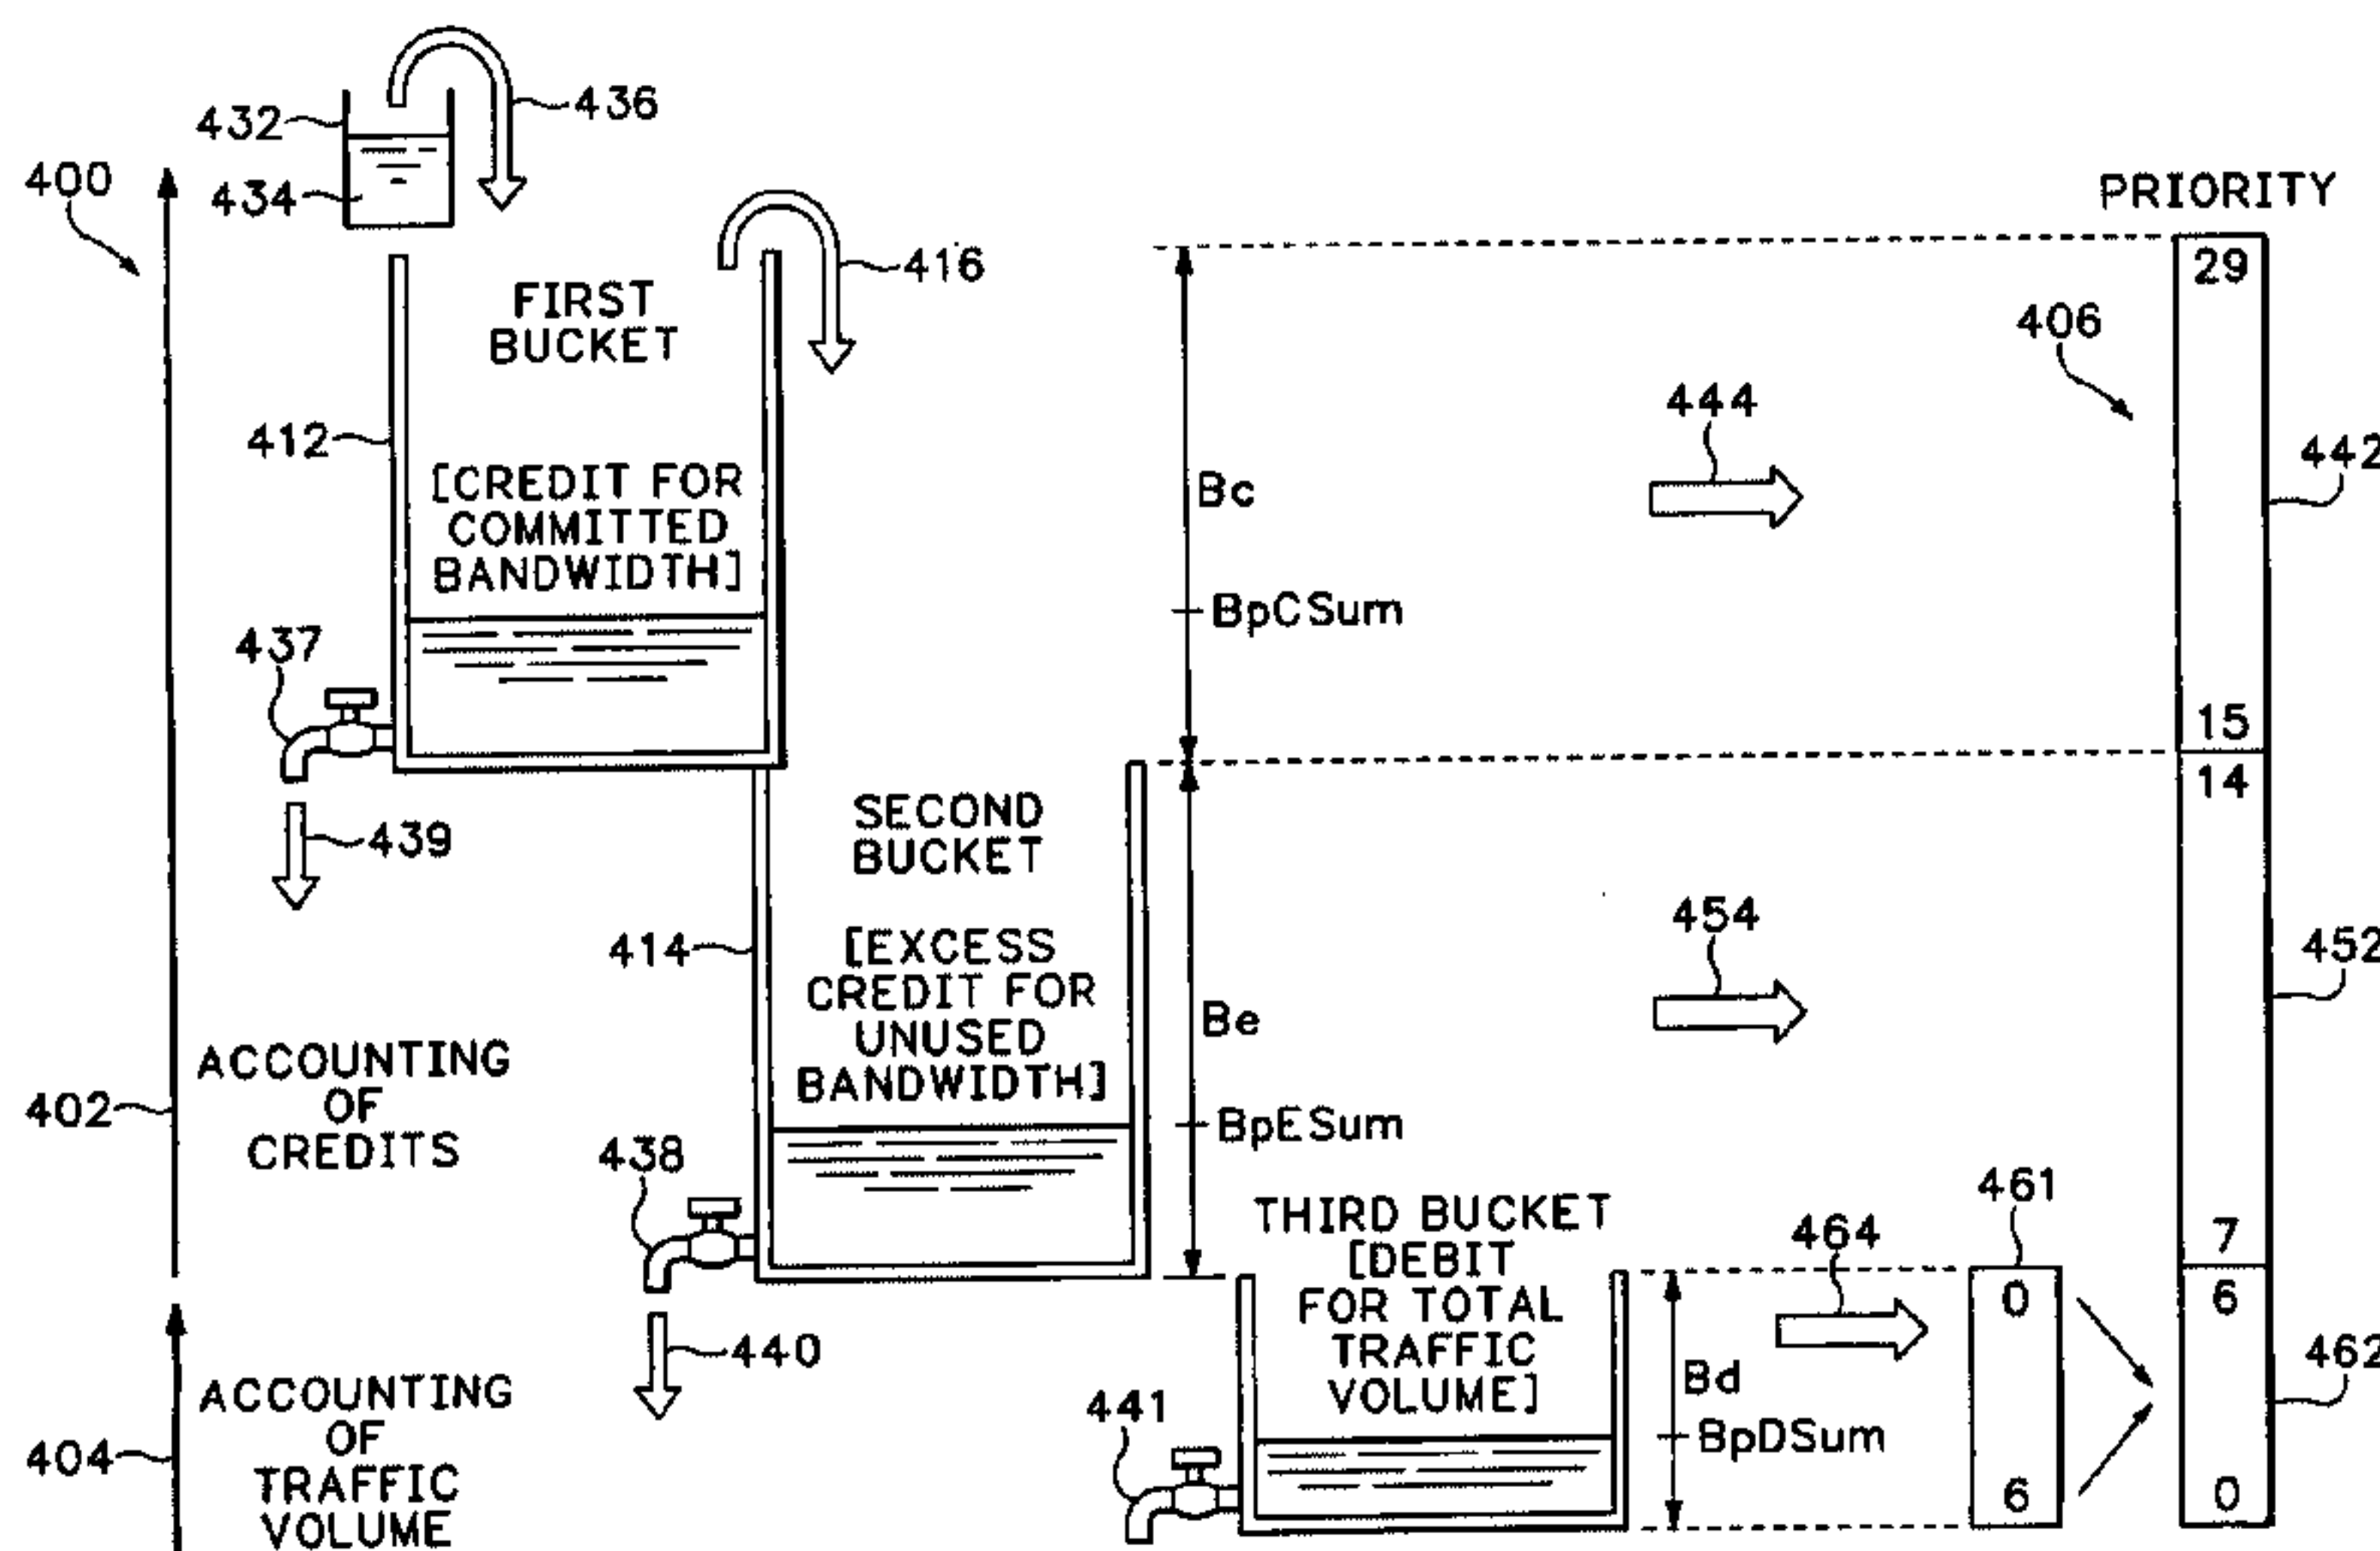 436
432
400
434
PRIORITY
416
29
FIRST
BUCKET
406
412
444
442
[CREDIT FOR
COMMITTED
BANDWIDTH]
Bc
BpCSum
437
15
14
439
SECOND
BUCKET
414
454
452
[EXCESS
CREDIT FOR
UNUSED
BANDWIDTH]
Be
ACCOUNTING
OF
CREDITS
402
BpESum
438
461
THIRD BUCKET
[DEBIT
FOR TOTAL
TRAFFIC
VOLUME]
464
7
6
0
440
462
Bd
441
BpDSum
ACCOUNTING
OF
TRAFFIC
VOLUME
404
6
0